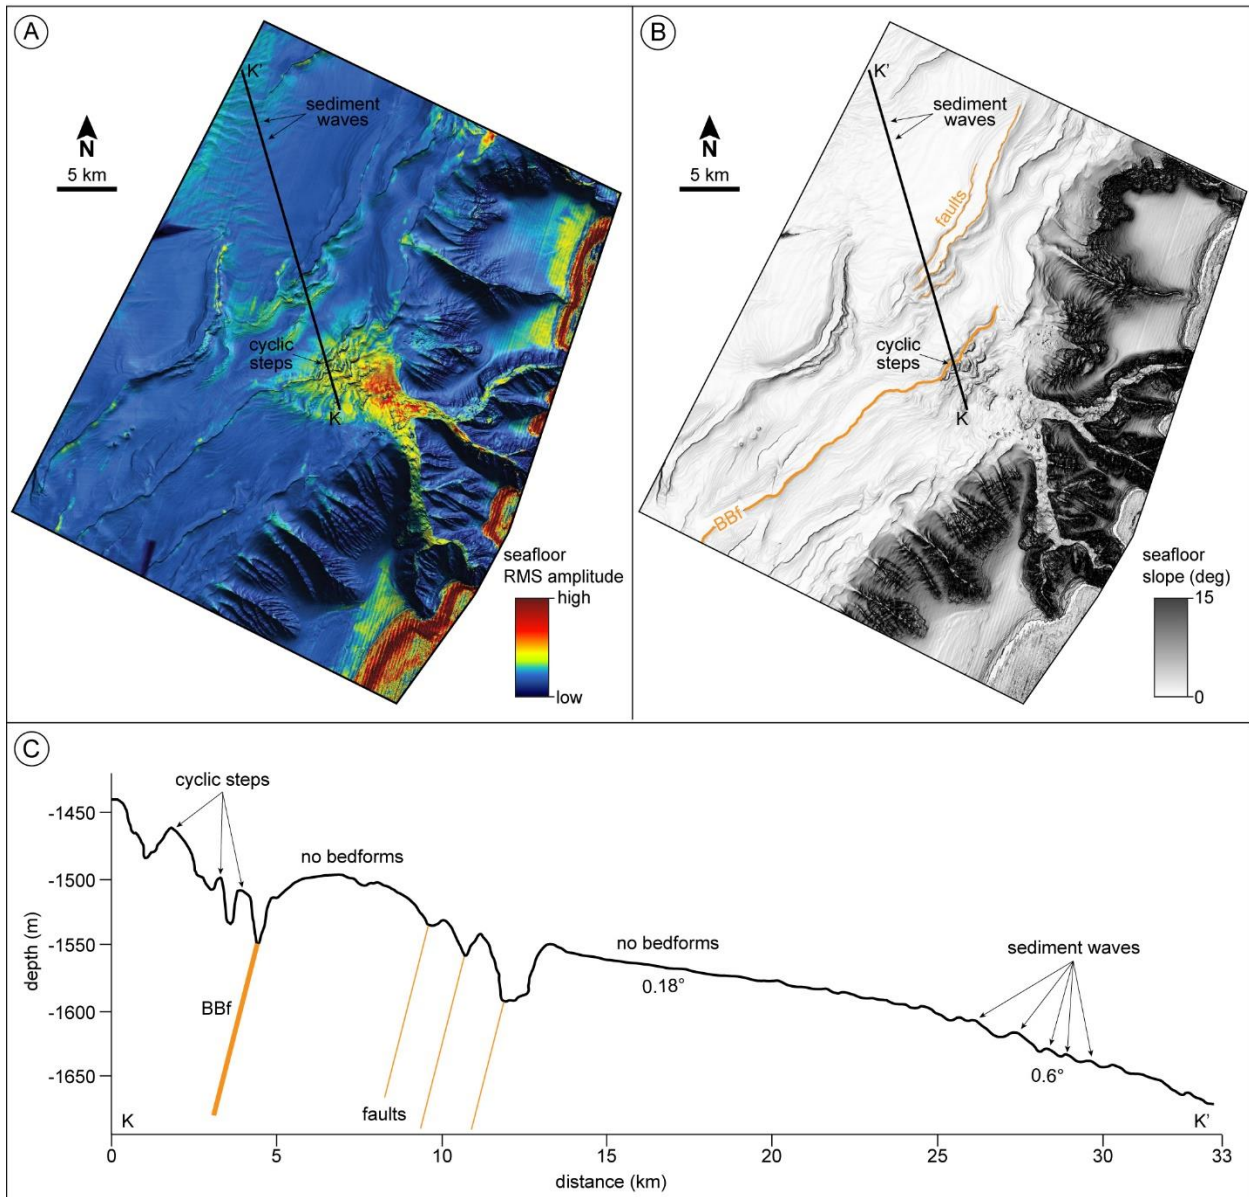 A
K'
sediment
waves
N
5 km
cyclic
steps
K
seafloor
RMS amplitude
high
low
B
K'
sediment
waves
N
5 km
faults
cyclic
steps
K
BBf
seafloor
slope (deg)
15
0
C
cyclic steps
-1450
no bedforms
-1500
-1550
no bedforms
sediment waves
depth (m)
0.18°
-1600
BBf
0.6°
-1650
faults
K
K'
0
5
10
15
20
25
30
33
distance (km)